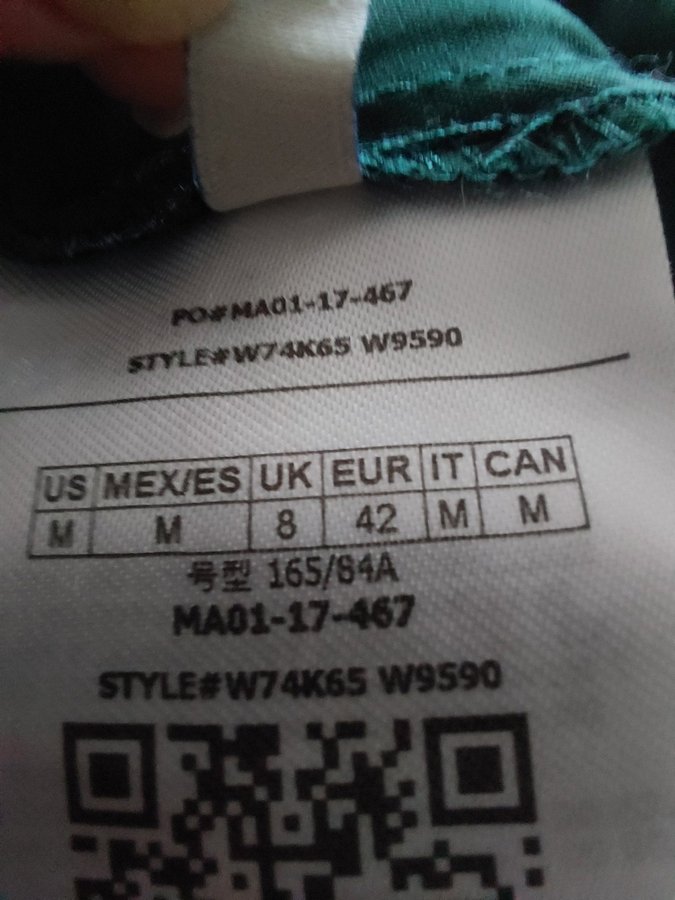 PO#MA01-17-467
STYLE#W74K65 W9590
US MEX/ES UK EUR IT CAN
M M 8 42 M M
号型 165/84A
MA01-17-467
STYLE#W74K65 W9590